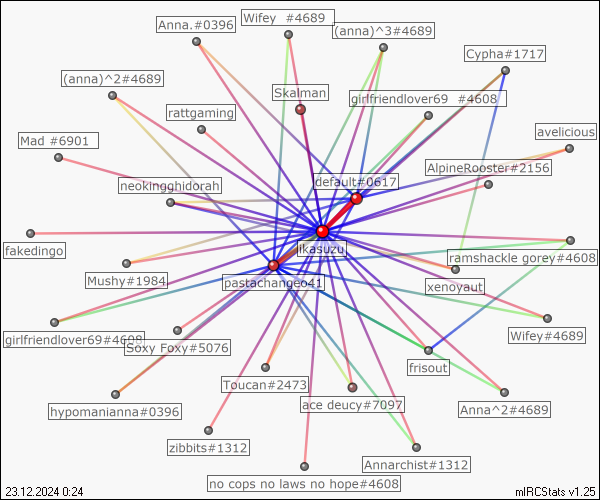 Wifey #4689
Anna.#0396
(anna)^3#4689
Cypha#1717
(anna)^2#4689
Skalman
girlfriendlover69 #4608
rattgaming
avelicious
Mad #6901
AlpineRooster#2156
default#0617
neokingghidorah
ikasuzu
fakedingo
ramshackle gorey#4608
Mushy#1984
pastachangeo41
xenoyaut
girlfriendlover69#4608
Soxy Foxy#5076
Wifey#4689
frisout
Toucan#2473
ace deucy#7097
Anna^2#4689
hypomanianna#0396
zibbits#1312
Annarchist#1312
no cops no laws no hope#4608
23.12.2024 0:24
mIRCStats v1.25